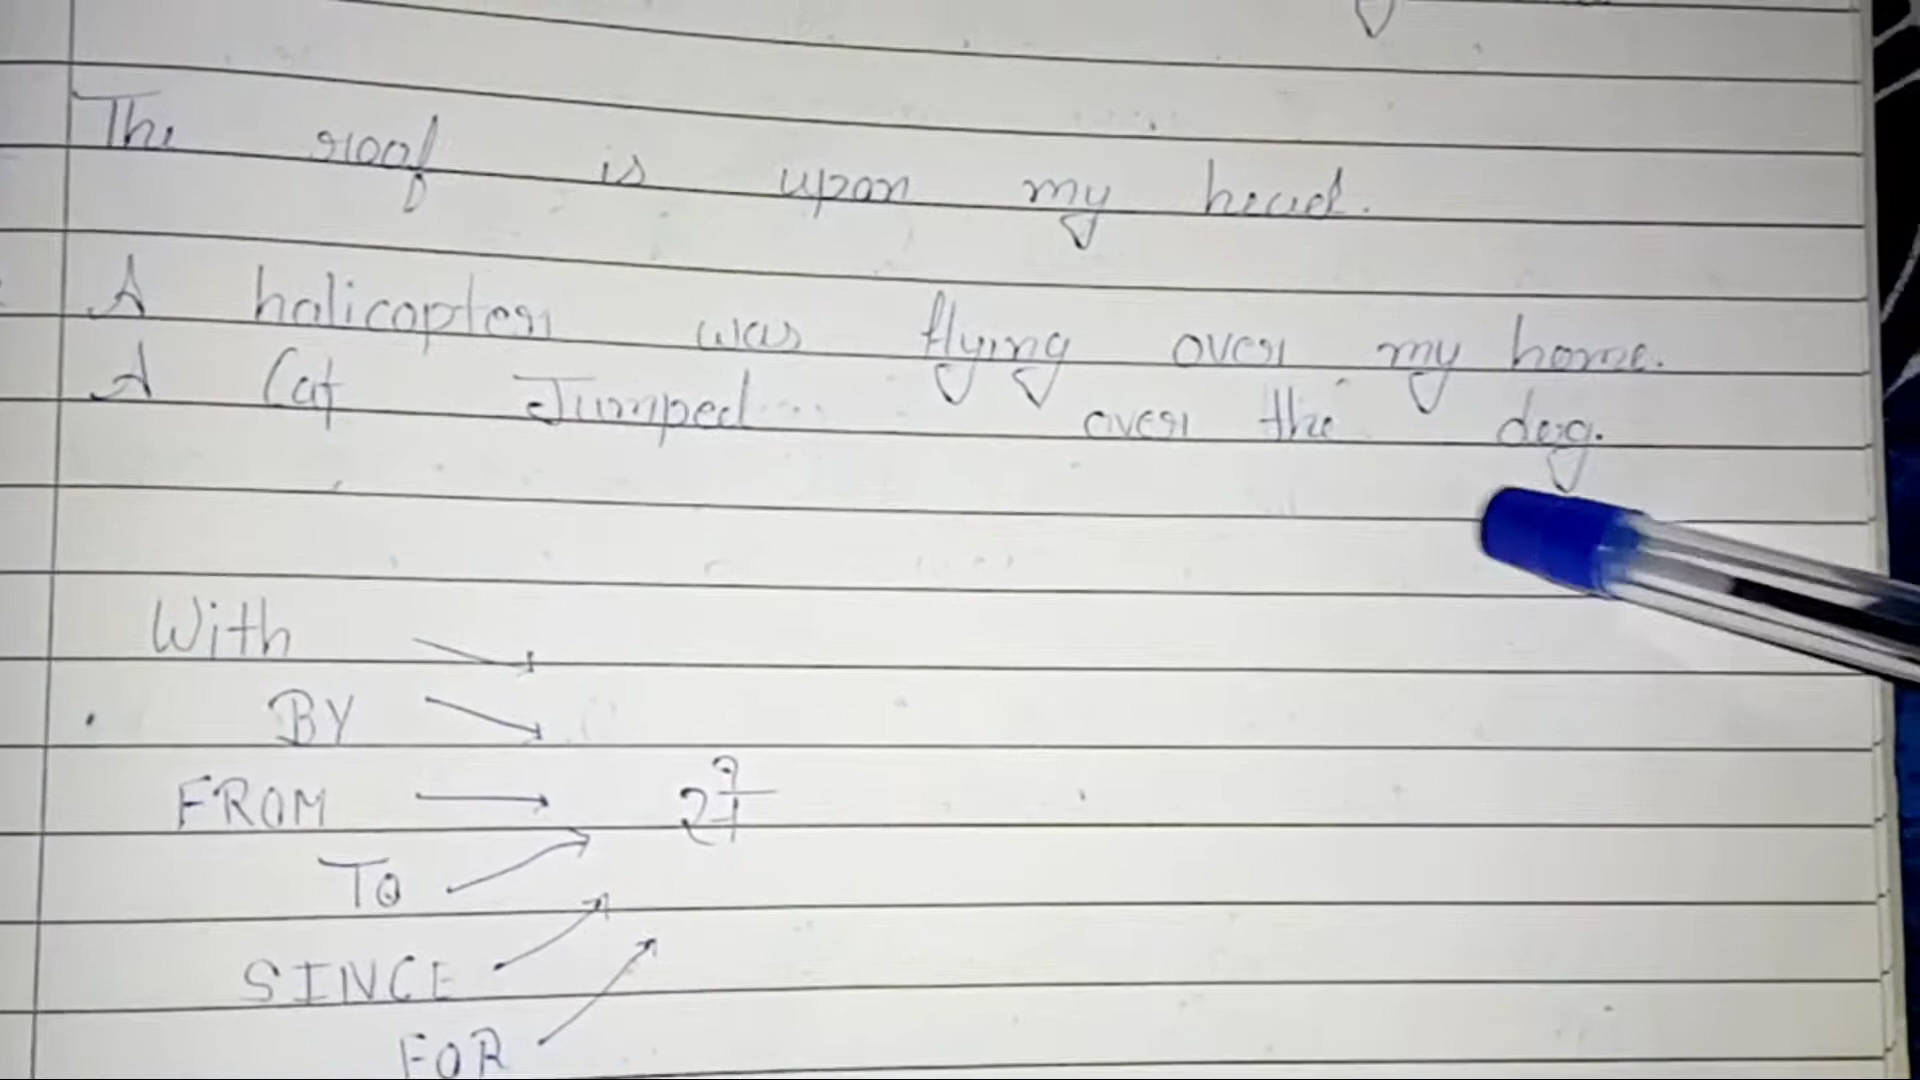 The roof is upon my head.
A halicopter was flying over my home.
A Cat Jumped over the dog.
With
BY
FROM
To
SINCE
FOR